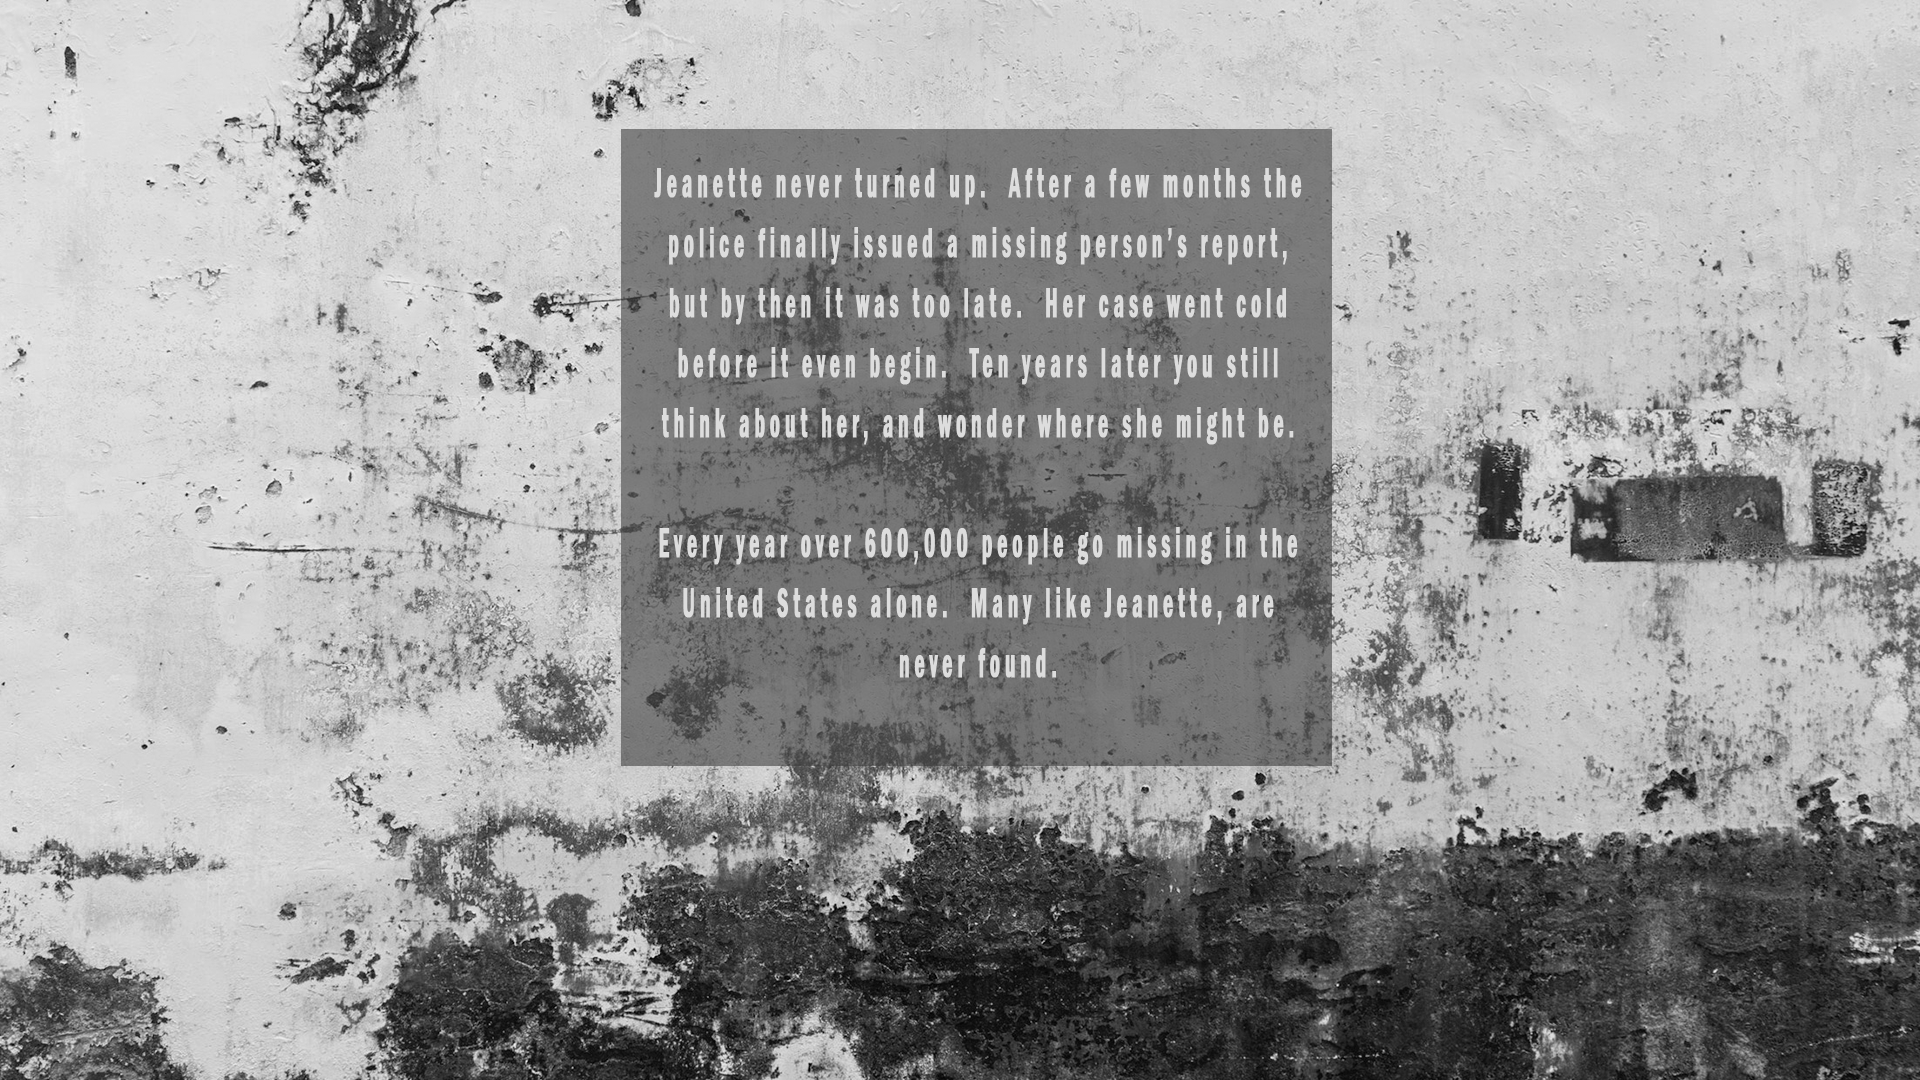 Jeanette never turned up.  After a few months the
police finally issued a missing person’s report,
but by then it was too late.  Her case went cold
before it even begin.  Ten years later you still
think about her, and wonder where she might be.
Every year over 600,000 people go missing in the
United States alone.  Many like Jeanette, are
never found.